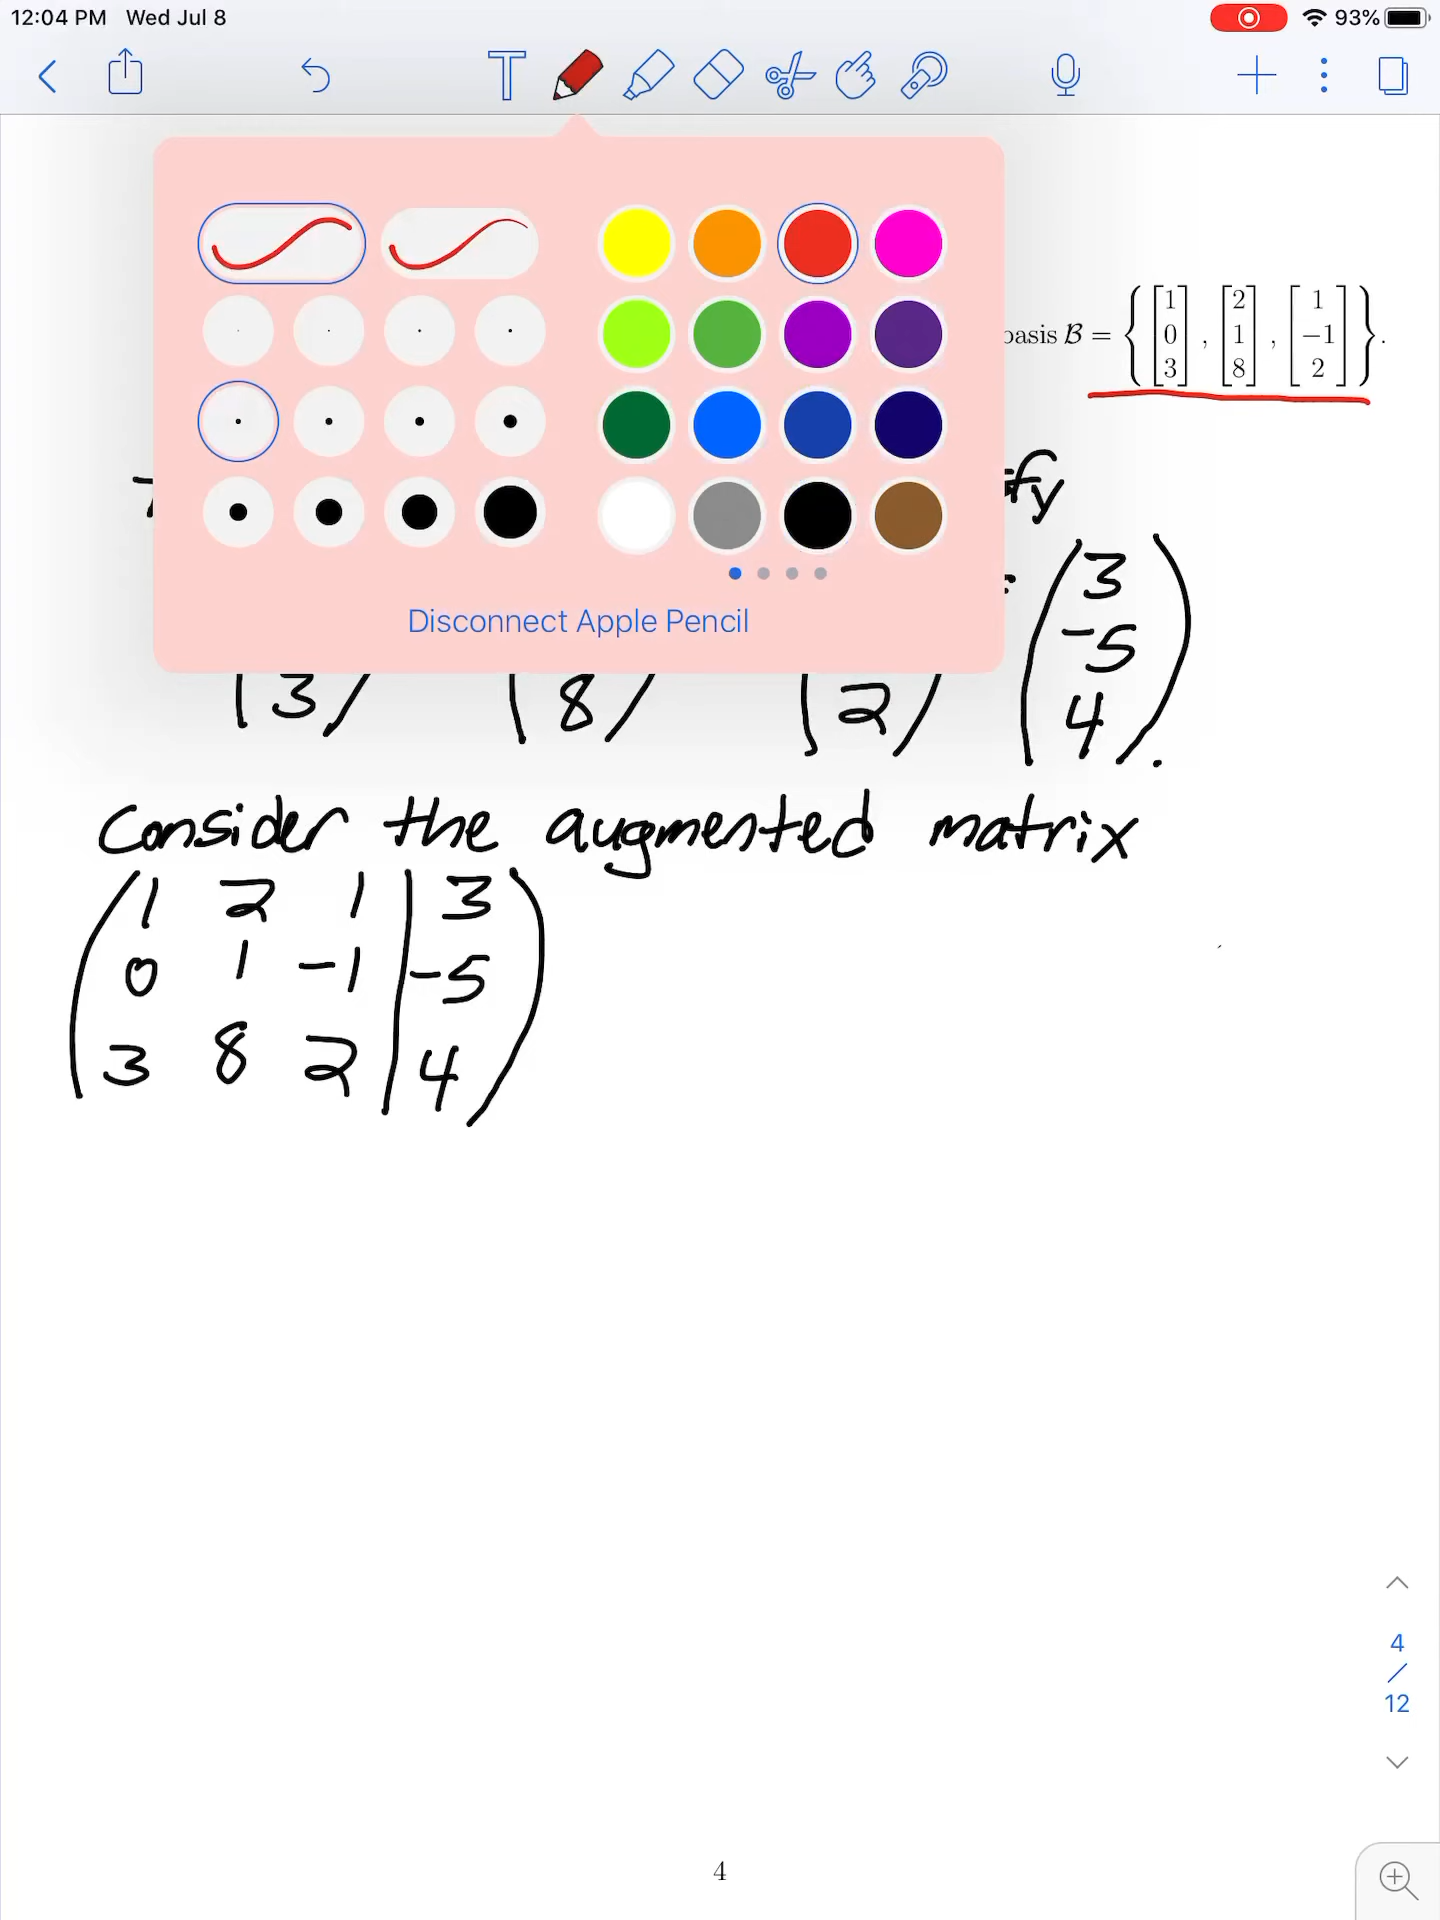 12:04 PM Wed Jul 8 93%
basis B = { [1 0 3], [2 1 8], [1 -1 2] }.
fy
3
-5
3 8 2 4.
Disconnect Apple Pencil
Consider the augmented matrix
1 2 1 | 3
0 1 -1 | -5
3 8 2 | 4
4
/
12
4